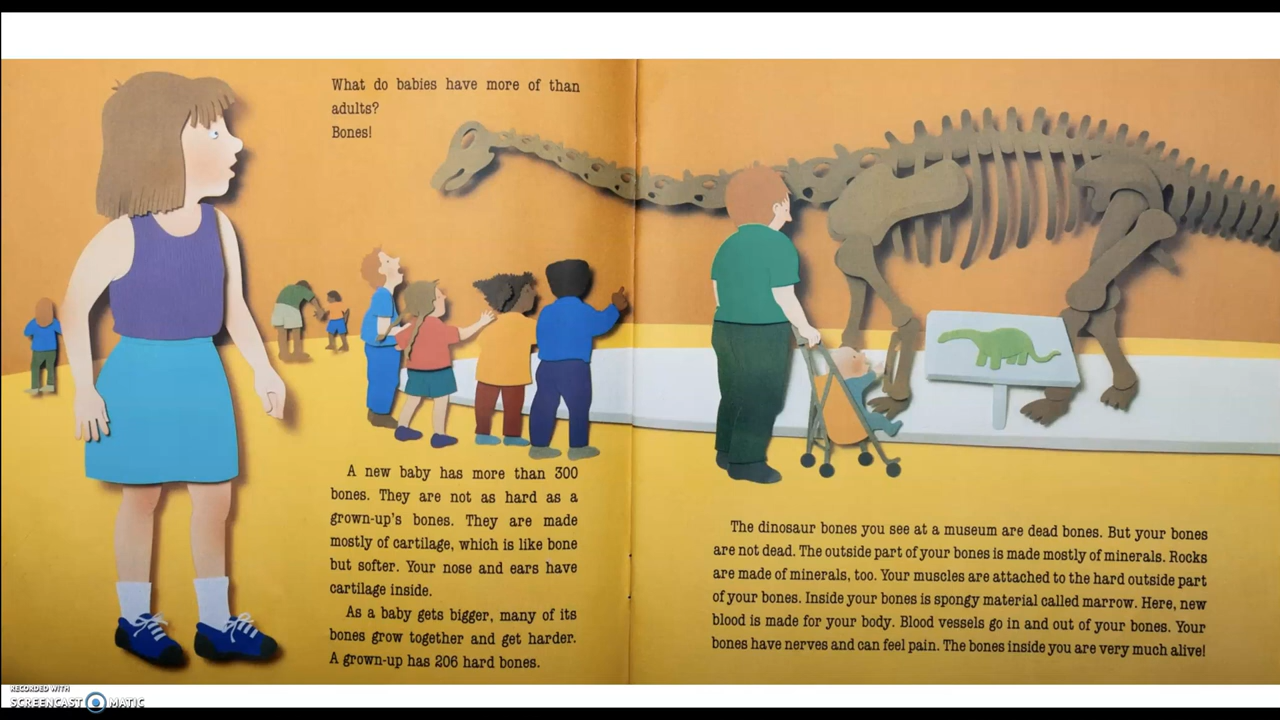 What do babies have more of than
adults?
Bones!
A new baby has more than 300
bones. They are not as hard as a
grown-up's bones. They are made
mostly of cartilage, which is like bone
but softer. Your nose and ears have
cartilage inside.
As a baby gets bigger, many of its
bones grow together and get harder.
A grown-up has 206 hard bones.
The dinosaur bones you see at a museum are dead bones. But your bones
are not dead. The outside part of your bones is made mostly of minerals. Rocks
are made of minerals, too. Your muscles are attached to the hard outside part
of your bones. Inside your bones is spongy material called marrow. Here, new
blood is made for your body. Blood vessels go in and out of your bones. Your
bones have nerves and can feel pain. The bones inside you are very much alive!
RECORDED WITH
SCREENCAST MATIC